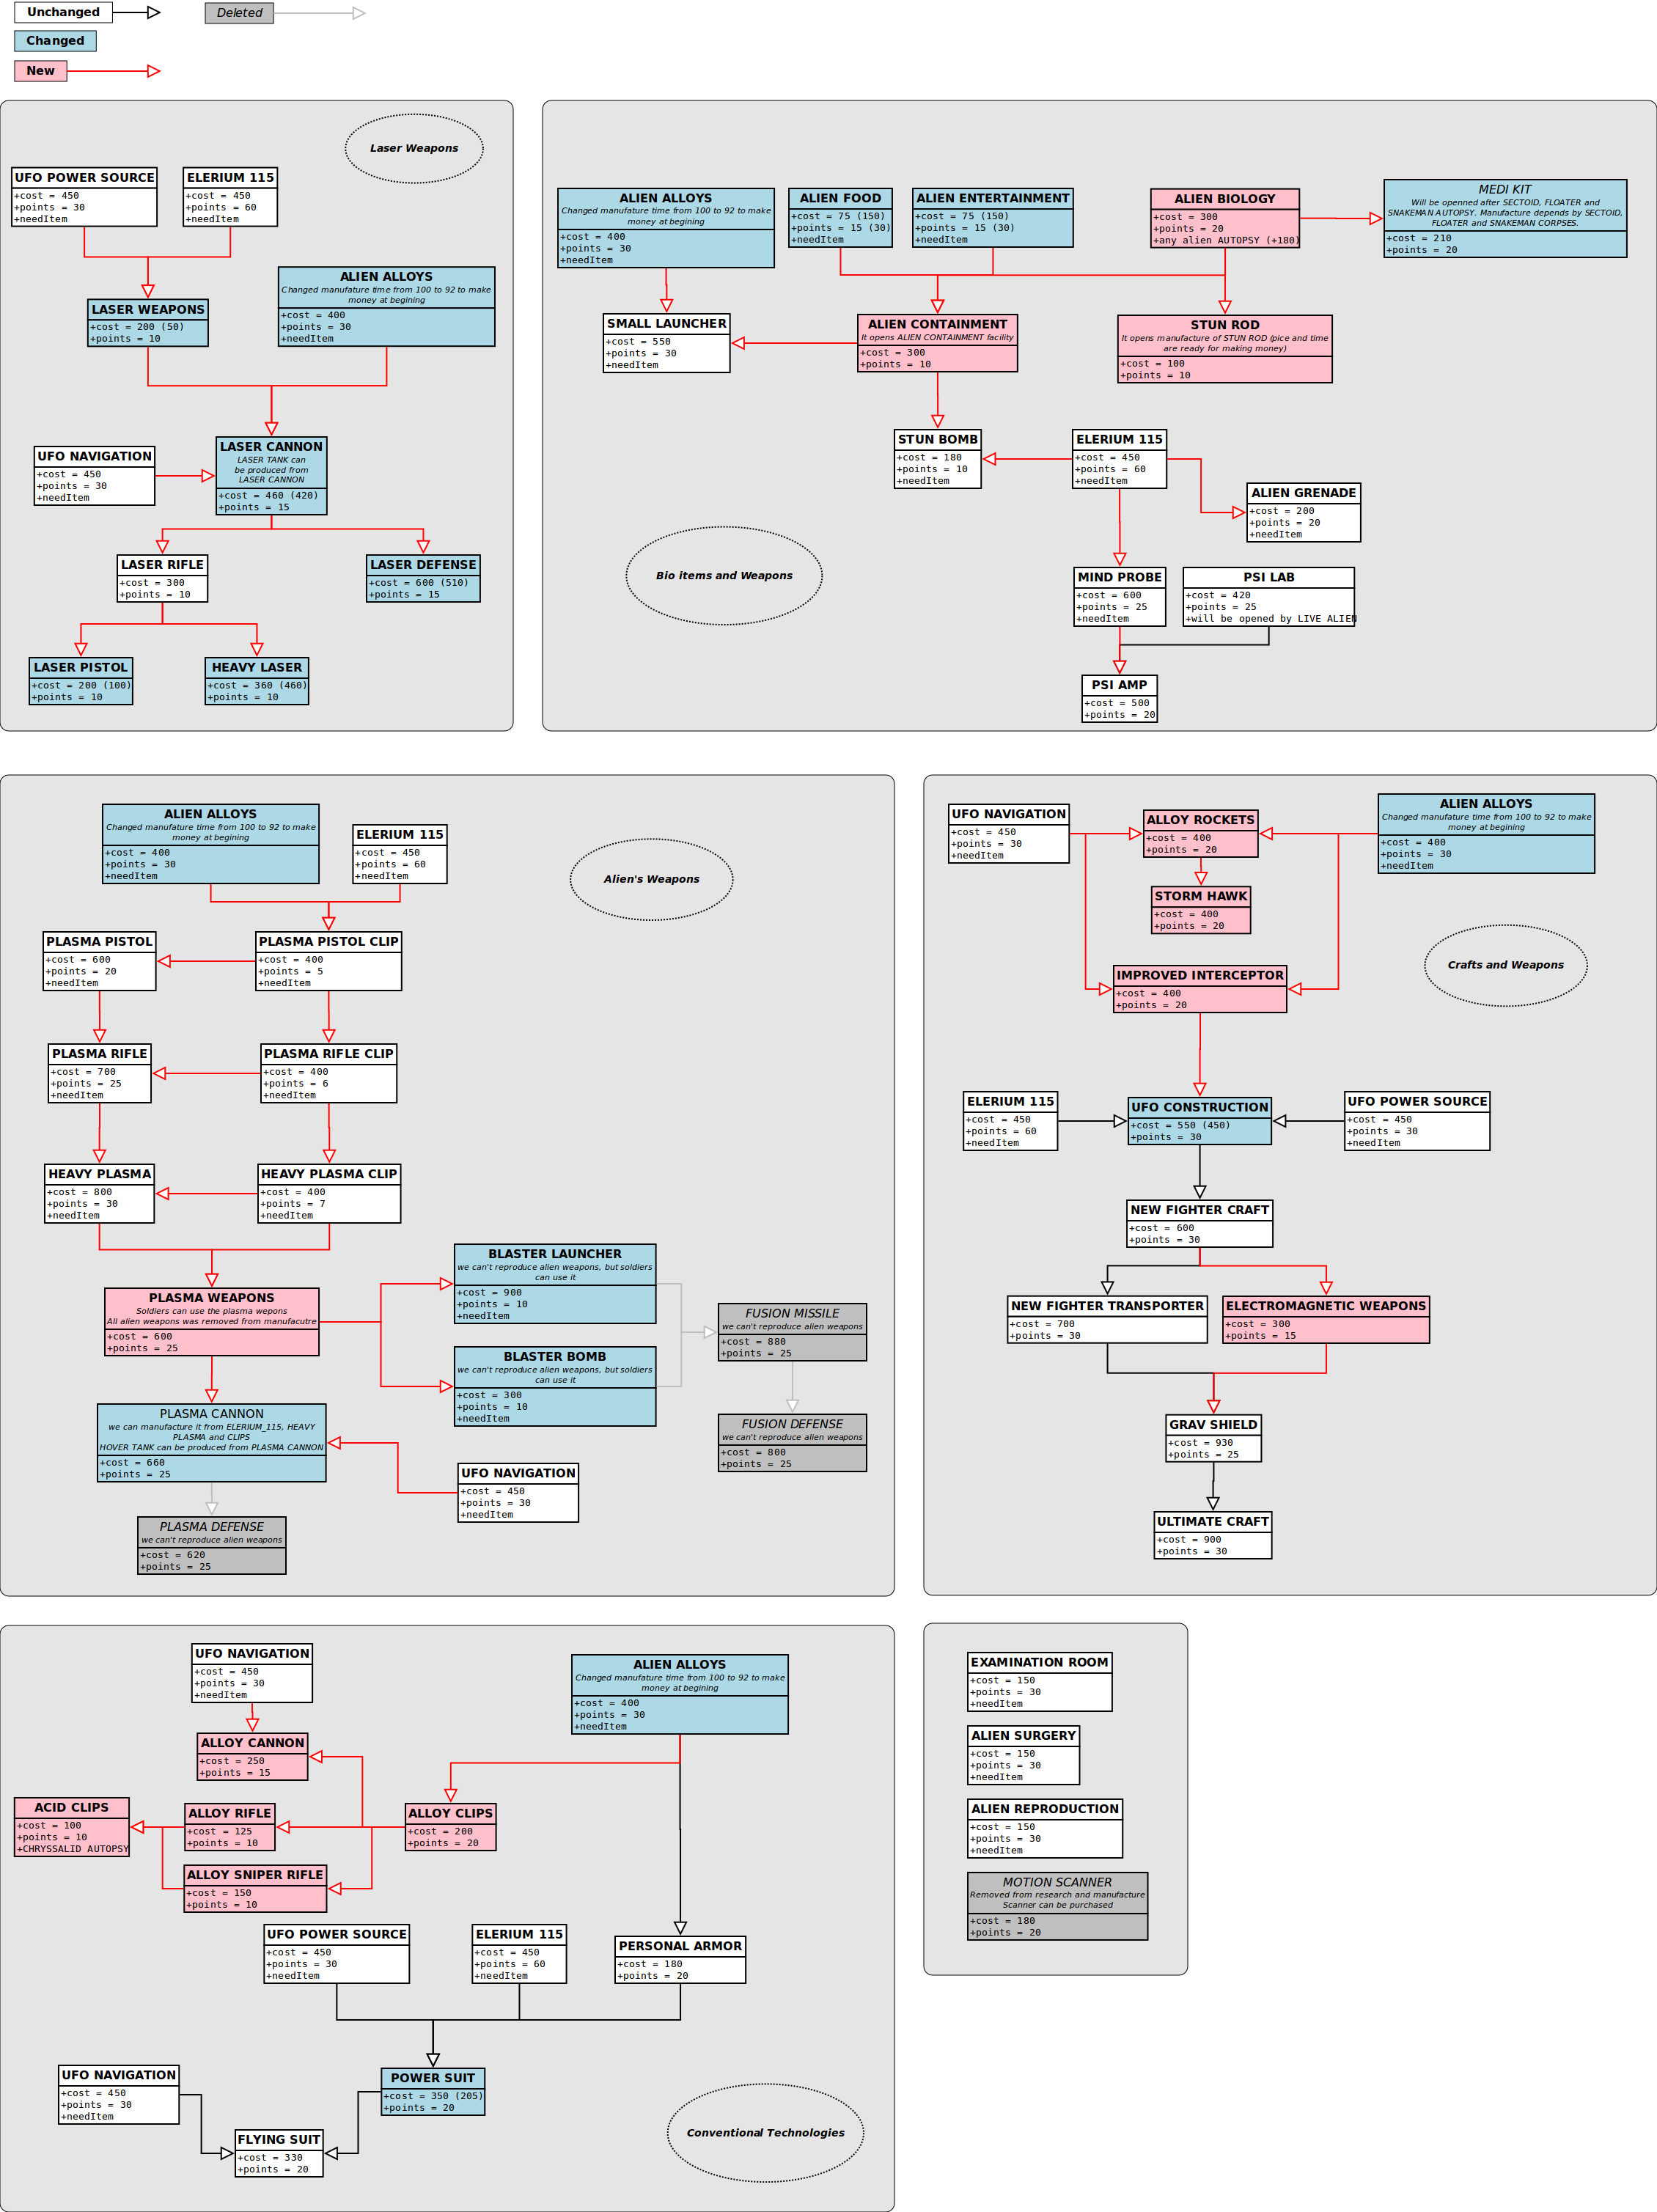 Unchanged
Deleted
Changed
New
Laser Weapons
UFO POWER SOURCE
+cost = 450
+points = 30
+needItem
ELERIUM 115
+cost = 450
+points = 60
+needItem
ALIEN ALLOYS
Changed manufature time from 100 to 92 to make
money at begining
+cost = 400
+points = 30
+needItem
LASER WEAPONS
+cost = 200 (50)
+points = 10
LASER CANNON
LASER TANK can
be produced from
LASER CANNON
+cost = 460 (420)
+points = 15
UFO NAVIGATION
+cost = 450
+points = 30
+needItem
LASER RIFLE
+cost = 300
+points = 10
LASER DEFENSE
+cost = 600 (510)
+points = 15
LASER PISTOL
+cost = 200 (100)
+points = 10
HEAVY LASER
+cost = 360 (460)
+points = 10
ALIEN ALLOYS
Changed manufature time from 100 to 92 to make
money at begining
+cost = 400
+points = 30
+needItem
ALIEN FOOD
+cost = 75 (150)
+points = 15 (30)
+needItem
ALIEN ENTERTAINMENT
+cost = 75 (150)
+points = 15 (30)
+needItem
ALIEN BIOLOGY
+cost = 300
+points = 20
+any alien AUTOPSY (+180)
MEDI KIT
Will be openned after SECTOID, FLOATER and
SNAKEMAN AUTOPSY. Manufacture depends by SECTOID,
FLOATER and SNAKEMAN CORPSES.
+cost = 210
+points = 20
SMALL LAUNCHER
+cost = 550
+points = 30
+needItem
ALIEN CONTAINMENT
It opens ALIEN CONTAINMENT facility
+cost = 300
+points = 10
STUN ROD
It opens manufacture of STUN ROD (pice and time
are ready for making money)
+cost = 100
+points = 10
STUN BOMB
+cost = 180
+points = 10
+needItem
ELERIUM 115
+cost = 450
+points = 60
+needItem
ALIEN GRENADE
+cost = 200
+points = 20
+needItem
Bio items and Weapons
MIND PROBE
+cost = 600
+points = 25
+needItem
PSI LAB
+cost = 420
+points = 25
+will be opened by LIVE ALIEN
PSI AMP
+cost = 500
+points = 20
ALIEN ALLOYS
Changed manufature time from 100 to 92 to make
money at begining
+cost = 400
+points = 30
+needItem
ELERIUM 115
+cost = 450
+points = 60
+needItem
Alien's Weapons
PLASMA PISTOL
+cost = 600
+points = 20
+needItem
PLASMA PISTOL CLIP
+cost = 400
+points = 5
+needItem
PLASMA RIFLE
+cost = 700
+points = 25
+needItem
PLASMA RIFLE CLIP
+cost = 400
+points = 6
+needItem
HEAVY PLASMA
+cost = 800
+points = 30
+needItem
HEAVY PLASMA CLIP
+cost = 400
+points = 7
+needItem
PLASMA WEAPONS
Soldiers can use the plasma wepons
All alien weapons was removed from manufacutre
+cost = 600
+points = 25
BLASTER LAUNCHER
we can't reproduce alien weapons, but soldiers
can use it
+cost = 900
+points = 10
+needItem
BLASTER BOMB
we can't reproduce alien weapons, but soldiers
can use it
+cost = 300
+points = 10
+needItem
FUSION MISSILE
we can't reproduce alien weapons
+cost = 880
+points = 25
FUSION DEFENSE
we can't reproduce alien weapons
+cost = 800
+points = 25
PLASMA CANNON
we can manufacture it from ELERIUM_115, HEAVY
PLASMA and CLIPS
HOVER TANK can be produced from PLASMA CANNON
+cost = 660
+points = 25
UFO NAVIGATION
+cost = 450
+points = 30
+needItem
PLASMA DEFENSE
we can't reproduce alien weapons
+cost = 620
+points = 25
UFO NAVIGATION
+cost = 450
+points = 30
+needItem
ALLOY ROCKETS
+cost = 400
+points = 20
ALIEN ALLOYS
Changed manufature time from 100 to 92 to make
money at begining
+cost = 400
+points = 30
+needItem
STORM HAWK
+cost = 400
+points = 20
Crafts and Weapons
IMPROVED INTERCEPTOR
+cost = 400
+points = 20
ELERIUM 115
+cost = 450
+points = 60
+needItem
UFO CONSTRUCTION
+cost = 550 (450)
+points = 30
UFO POWER SOURCE
+cost = 450
+points = 30
+needItem
NEW FIGHTER CRAFT
+cost = 600
+points = 30
NEW FIGHTER TRANSPORTER
+cost = 700
+points = 30
ELECTROMAGNETIC WEAPONS
+cost = 300
+points = 15
GRAV SHIELD
+cost = 930
+points = 25
ULTIMATE CRAFT
+cost = 900
+points = 30
UFO NAVIGATION
+cost = 450
+points = 30
+needItem
ALIEN ALLOYS
Changed manufature time from 100 to 92 to make
money at begining
+cost = 400
+points = 30
+needItem
ALLOY CANNON
+cost = 250
+points = 15
ACID CLIPS
+cost = 100
+points = 10
+CHRYSSALID AUTOPSY
ALLOY RIFLE
+cost = 125
+points = 10
ALLOY CLIPS
+cost = 200
+points = 20
ALLOY SNIPER RIFLE
+cost = 150
+points = 10
UFO POWER SOURCE
+cost = 450
+points = 30
+needItem
ELERIUM 115
+cost = 450
+points = 60
+needItem
PERSONAL ARMOR
+cost = 180
+points = 20
UFO NAVIGATION
+cost = 450
+points = 30
+needItem
POWER SUIT
+cost = 350 (205)
+points = 20
FLYING SUIT
+cost = 330
+points = 20
Conventional Technologies
EXAMINATION ROOM
+cost = 150
+points = 30
+needItem
ALIEN SURGERY
+cost = 150
+points = 30
+needItem
ALIEN REPRODUCTION
+cost = 150
+points = 30
+needItem
MOTION SCANNER
Removed from research and manufacture
Scanner can be purchased
+cost = 180
+points = 20